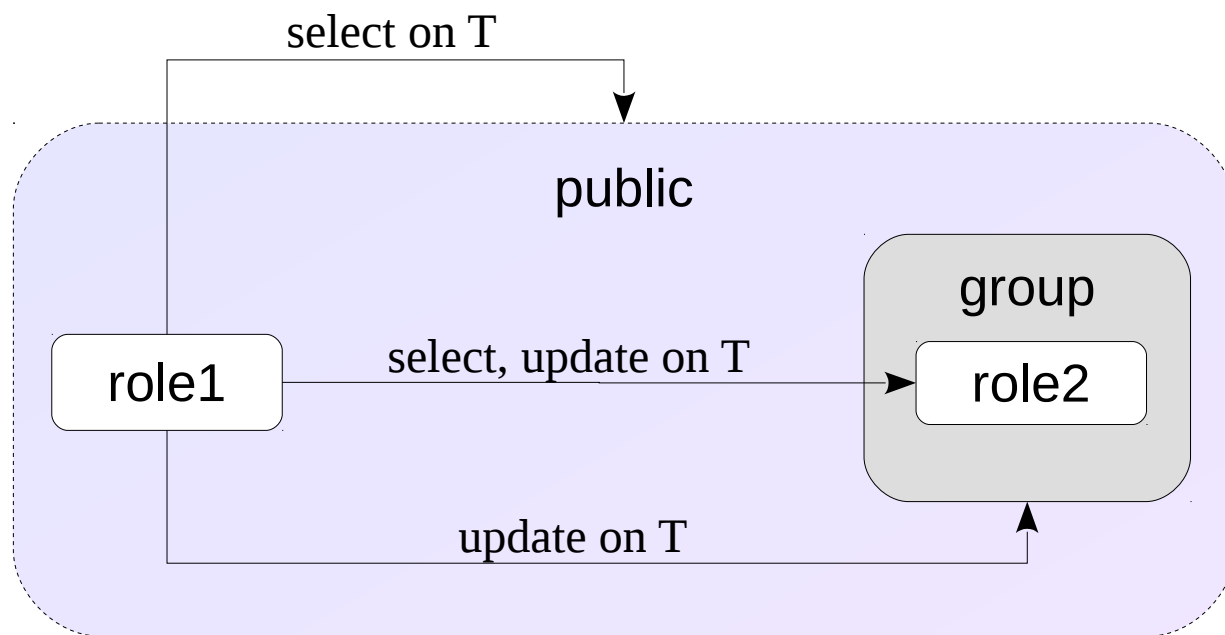 select on T
public
group
role1
select, update on T
role2
update on T